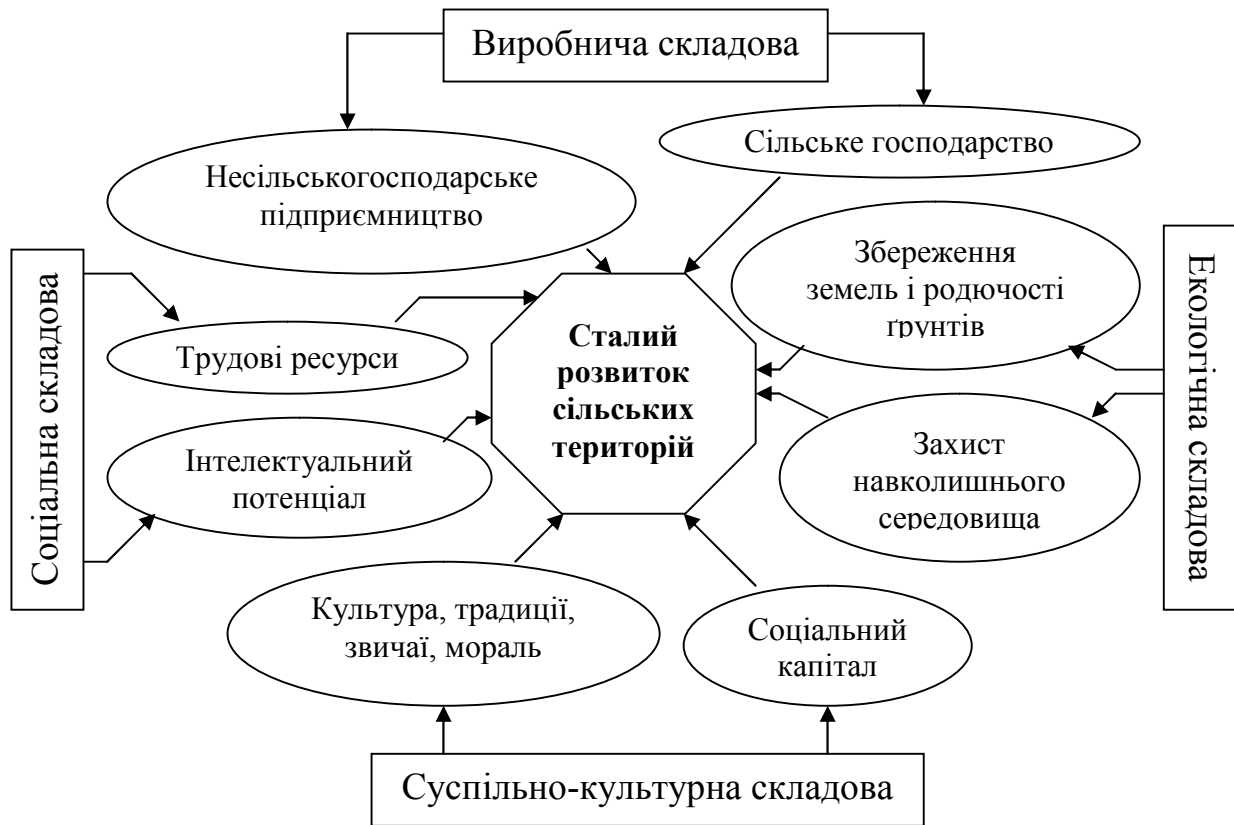 Виробнича складова
Сільське господарство
Несільськогосподарське
підприємництво
Соціальна складова
Збереження
земель і родючості
ґрунтів
Екологічна складова
Трудові ресурси
Сталий
розвиток
сільських
територій
Інтелектуальний
потенціал
Захист
навколишнього
середовища
Культура, традиції,
звичаї, мораль
Соціальний
капітал
Суспільно-культурна складова